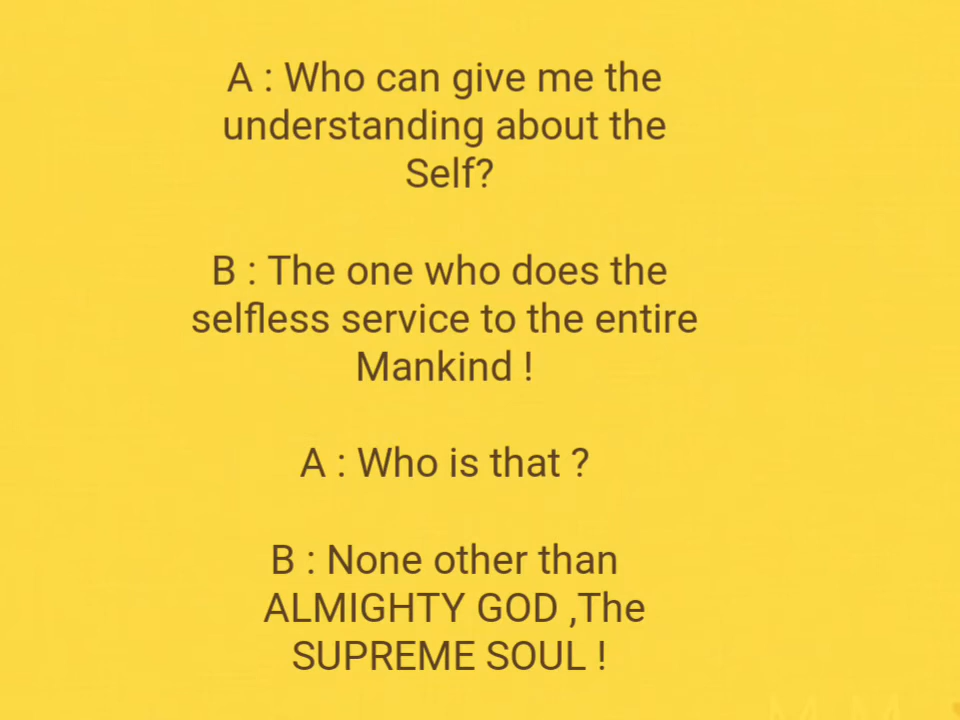 A : Who can give me the
understanding about the
Self?
B : The one who does the
selfless service to the entire
Mankind !
A : Who is that ?
B : None other than
ALMIGHTY GOD ,The
SUPREME SOUL !